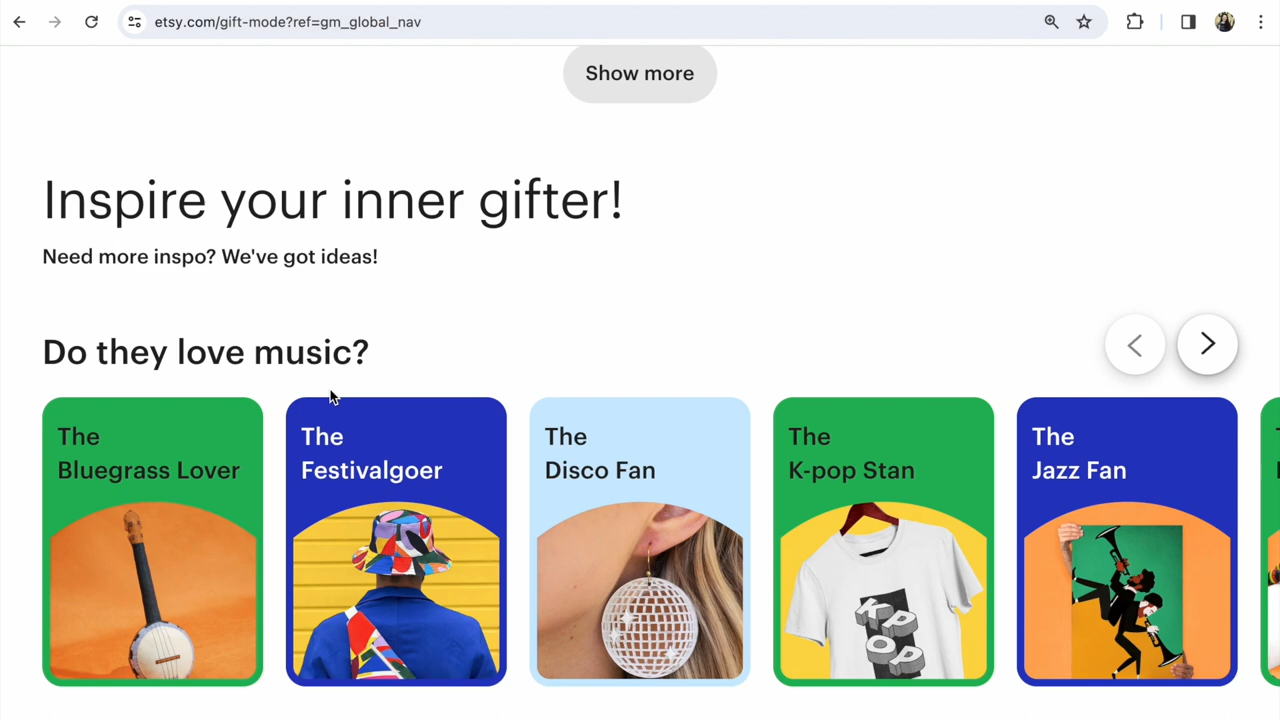 etsy.com/gift-mode?ref=gm_global_nav
Show more
Inspire your inner gifter!
Need more inspo? We've got ideas!
Do they love music?
The
Bluegrass Lover
The
Festivalgoer
The
Disco Fan
The
K-pop Stan
K P
O P
The
Jazz Fan